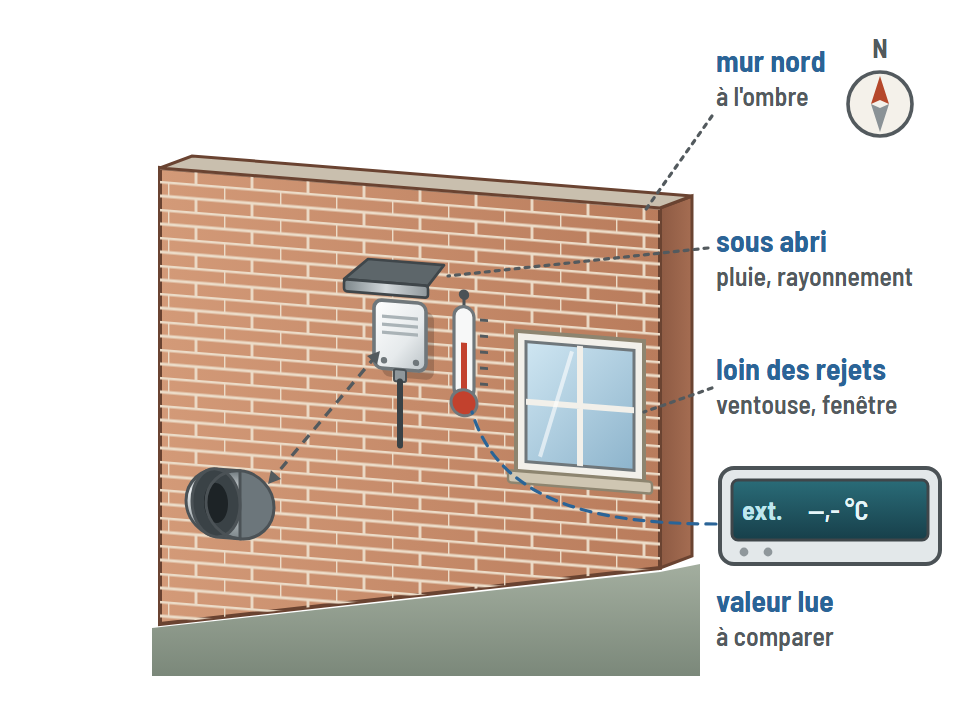 N
mur nord
à l'ombre
sous abri
pluie, rayonnement
loin des rejets
ventouse, fenêtre
ext. –,- °C
valeur lue
à comparer